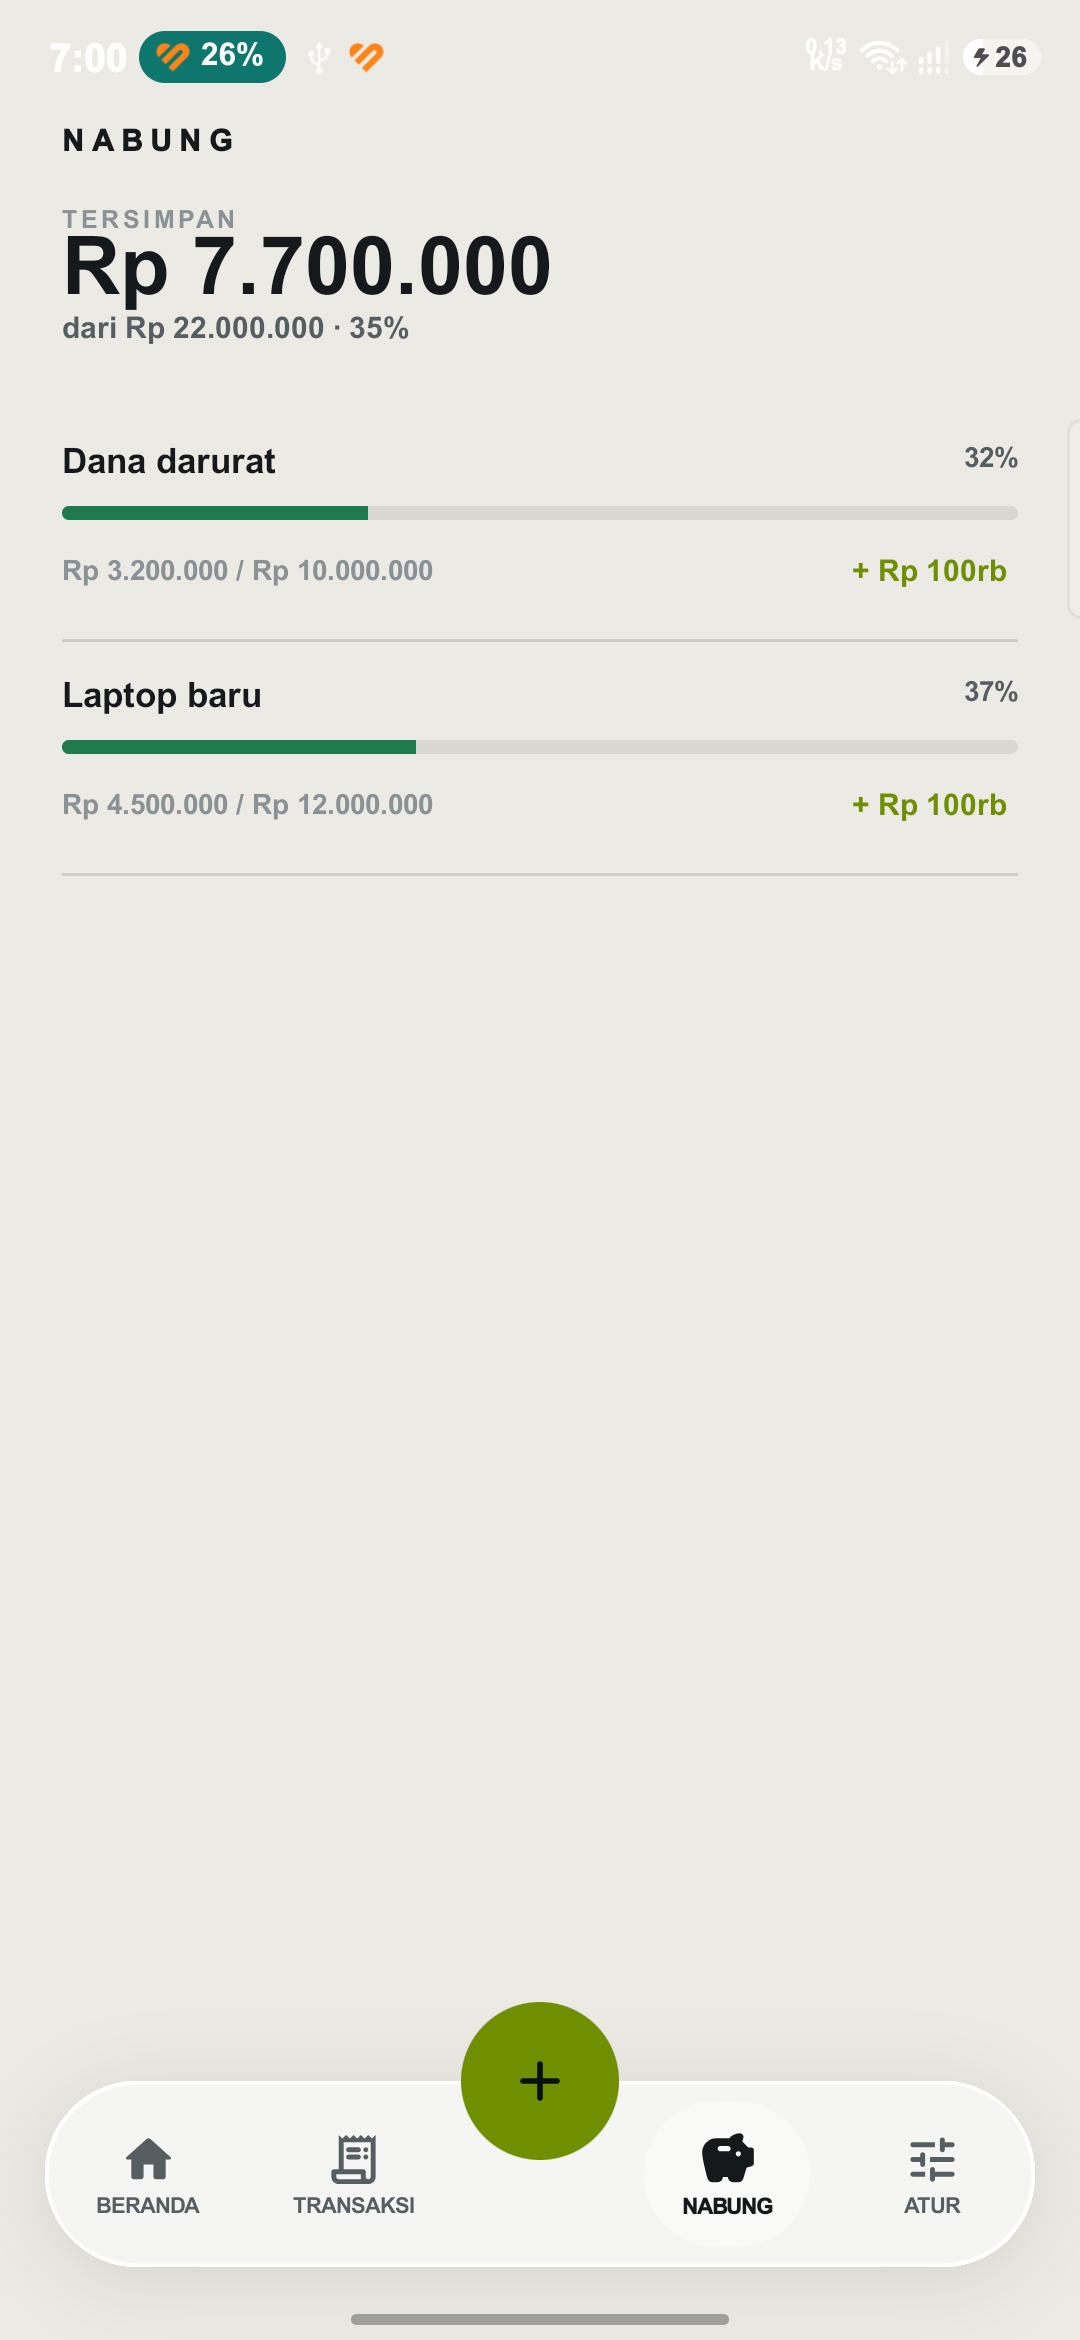 7:00 26% 0.13 K/s 26
NABUNG
TERSIMPAN
Rp 7.700.000
dari Rp 22.000.000 · 35%
Dana darurat 32%
Rp 3.200.000 / Rp 10.000.000 + Rp 100rb
Laptop baru 37%
Rp 4.500.000 / Rp 12.000.000 + Rp 100rb
BERANDA TRANSAKSI NABUNG ATUR